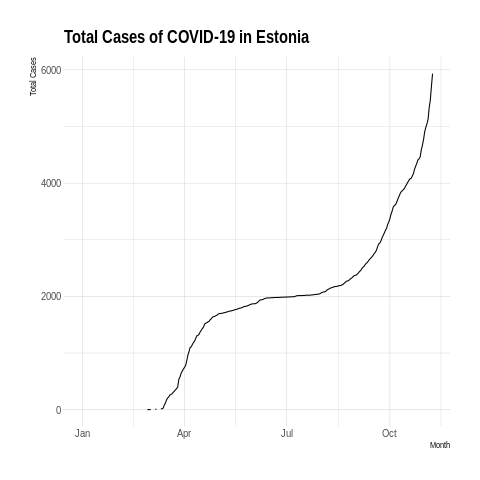 Total Cases of COVID-19 in Estonia
Total Cases
6000
4000
2000
0
Jan Apr Jul Oct
Month